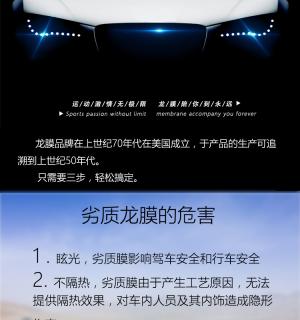 运/动/激/情/无/极/限
龙/膜/陪/你/到/永/远
Sports passion without limit
membrane accompany you forever
龙膜品牌在上世纪70年代在美国成立，于产品的生产可追
溯到上世纪50年代。
只需要三步，轻松搞定。
劣质龙膜的危害
1. 眩光，劣质膜影响驾车安全和行车安全
2. 不隔热，劣质膜由于产生工艺原因，无法
提供隔热效果，对车内人员及其内饰造成隐形